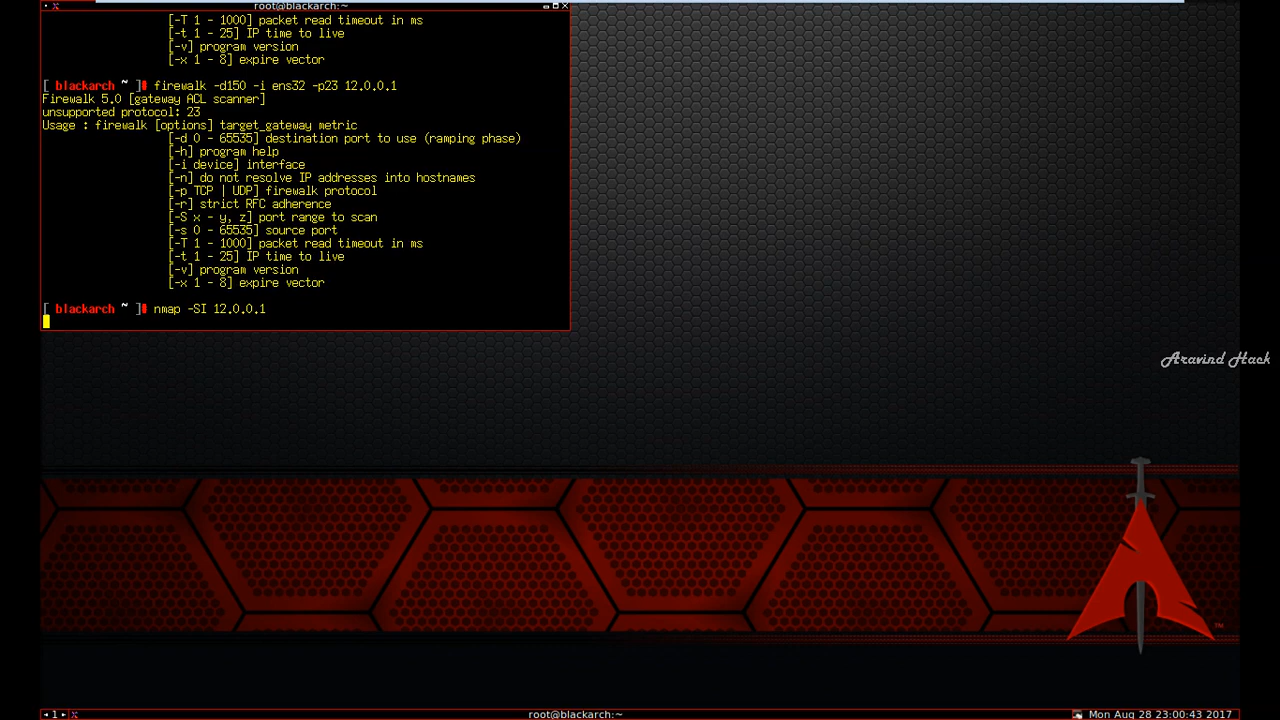 root@blackarch:~
[-T 1 - 1000] packet read timeout in ms
[-t 1 - 25] IP time to live
[-v] program version
[-x 1 - 8] expire vector
[ blackarch ~ ]# firewalk -d150 -i ens32 -p23 12.0.0.1
Firewalk 5.0 [gateway ACL scanner]
unsupported protocol: 23
Usage : firewalk [options] target_gateway metric
[-d 0 - 65535] destination port to use (ramping phase)
[-h] program help
[-i device] interface
[-n] do not resolve IP addresses into hostnames
[-p TCP | UDP] firewalk protocol
[-r] strict RFC adherence
[-S x - y, z] port range to scan
[-s 0 - 65535] source port
[-T 1 - 1000] packet read timeout in ms
[-t 1 - 25] IP time to live
[-v] program version
[-x 1 - 8] expire vector
[ blackarch ~ ]# nmap -SI 12.0.0.1
Aravind Hack
TM
1
root@blackarch:~
Mon Aug 28 23:00:43 2017